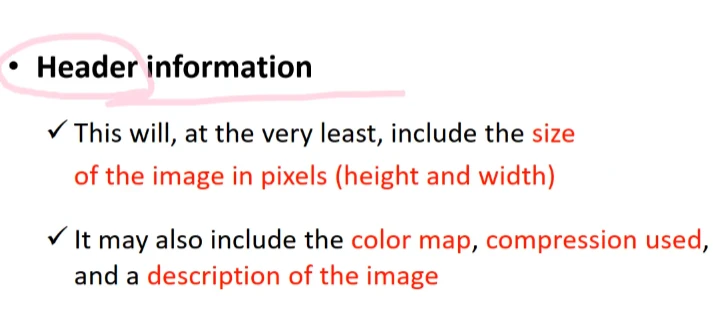 • Header information
✓ This will, at the very least, include the size
of the image in pixels (height and width)
✓ It may also include the color map, compression used,
and a description of the image